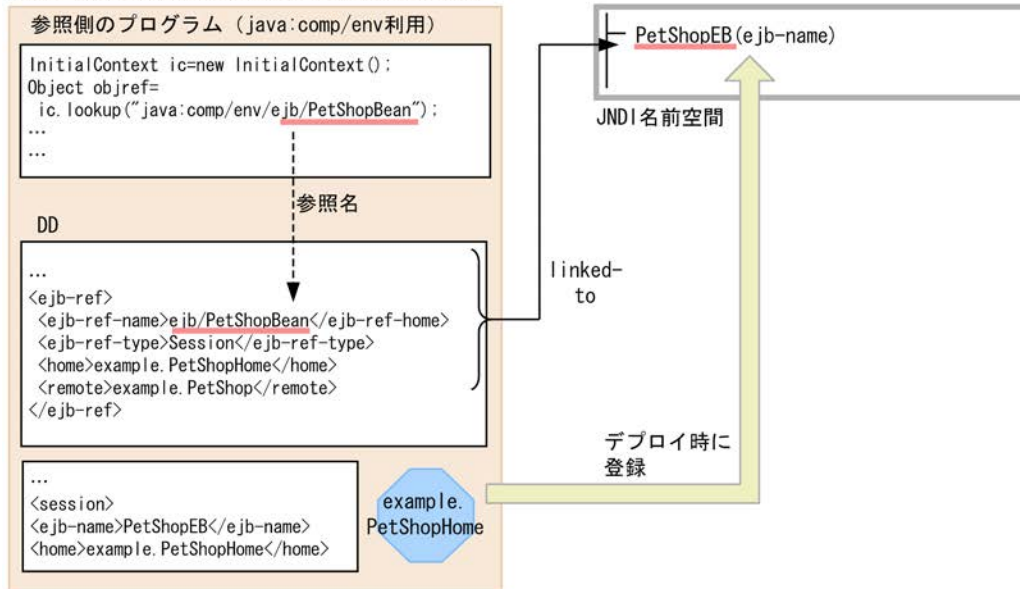 参照側のプログラム（java:comp/env利用）
InitialContext ic=new InitialContext();
Object objref=
ic.lookup("java:comp/env/ejb/PetShopBean");
...
...
参照名
DD
...
<ejb-ref>
<ejb-ref-name>ejb/PetShopBean</ejb-ref-home>
<ejb-ref-type>Session</ejb-ref-type>
<home>example.PetShopHome</home>
<remote>example.PetShop</remote>
</ejb-ref>
...
<session>
<ejb-name>PetShopEB</ejb-name>
<home>example.PetShopHome</home>
example.
PetShopHome
linked-
to
PetShopEB(ejb-name)
JNDI名前空間
デプロイ時に
登録